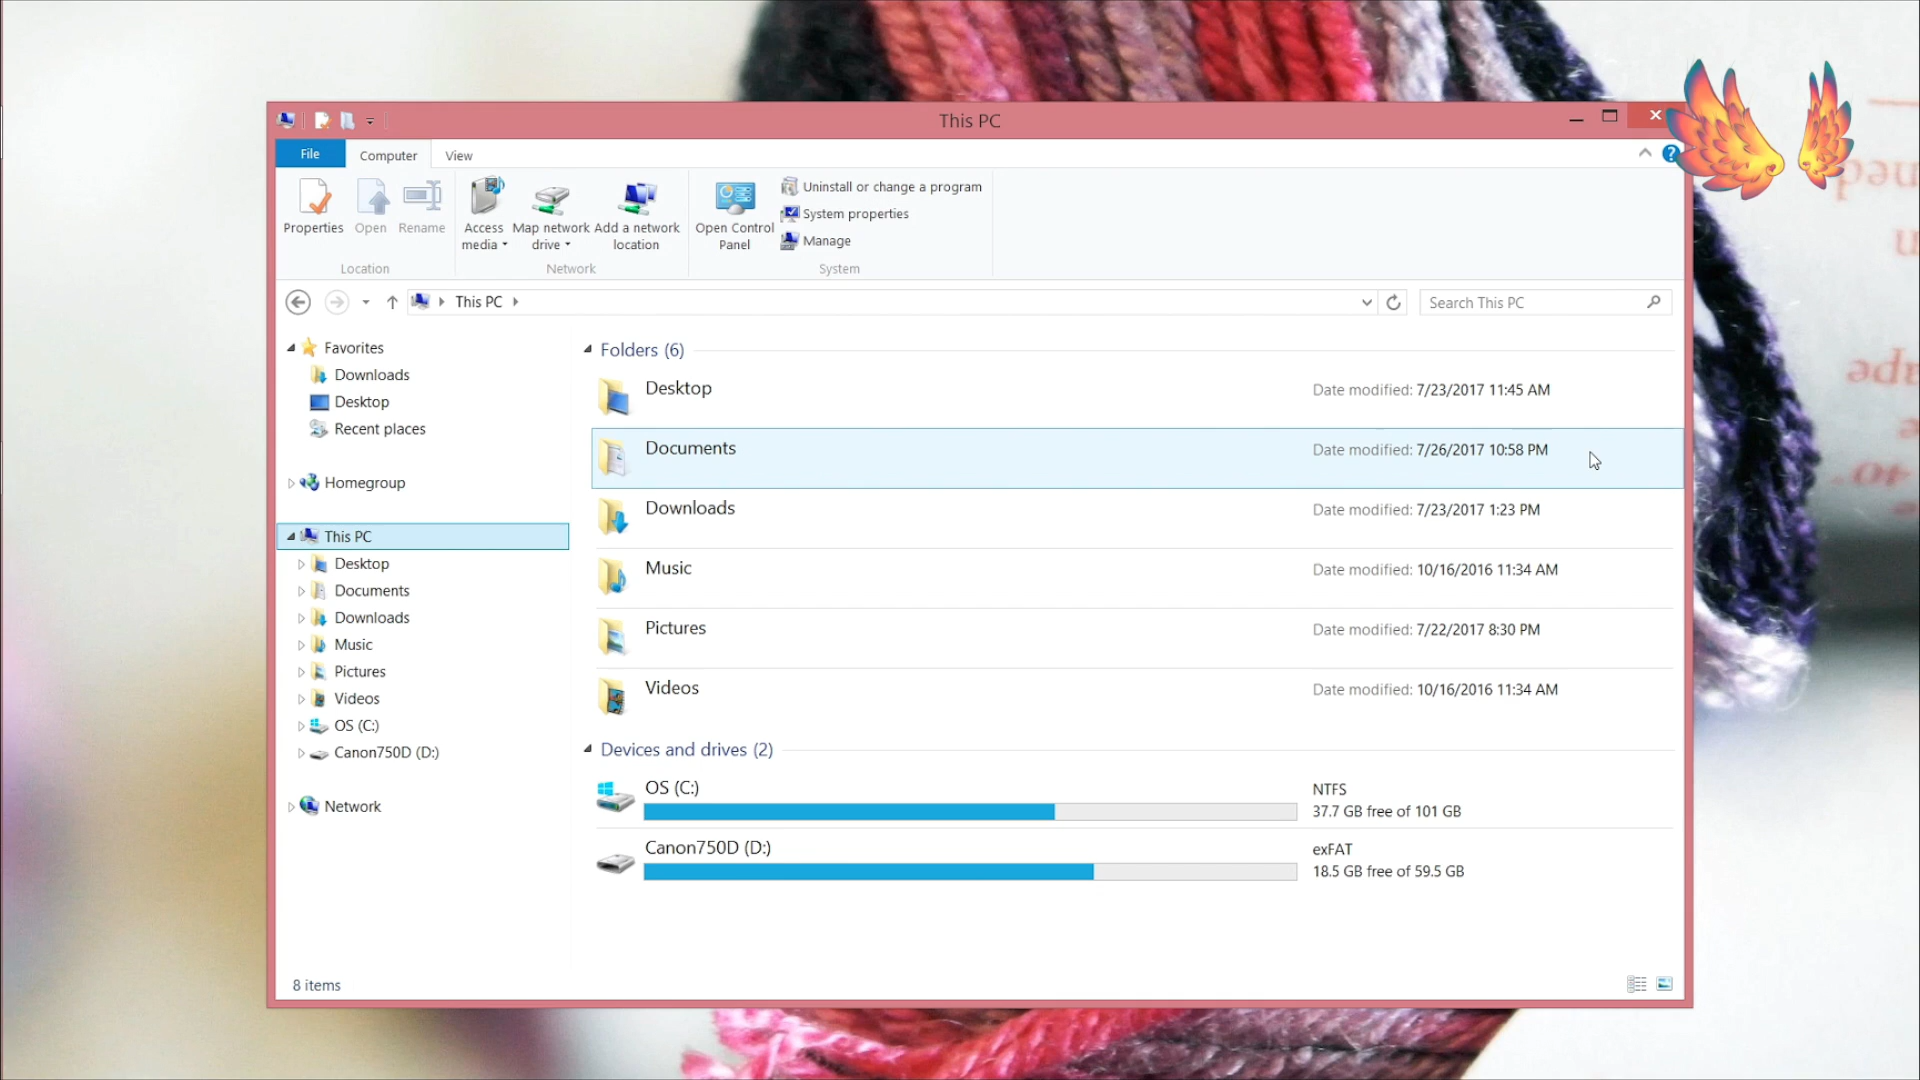 This PC
File
Computer
View
Properties
Open
Rename
Access media
Map network drive
Add a network location
Open Control Panel
Uninstall or change a program
System properties
Manage
Location
Network
System
This PC
Search This PC
Favorites
Downloads
Desktop
Recent places
Homegroup
This PC
Desktop
Documents
Downloads
Music
Pictures
Videos
OS (C:)
Canon750D (D:)
Network
Folders (6)
Desktop
Date modified: 7/23/2017 11:45 AM
Documents
Date modified: 7/26/2017 10:58 PM
Downloads
Date modified: 7/23/2017 1:23 PM
Music
Date modified: 10/16/2016 11:34 AM
Pictures
Date modified: 7/22/2017 8:30 PM
Videos
Date modified: 10/16/2016 11:34 AM
Devices and drives (2)
OS (C:)
NTFS
37.7 GB free of 101 GB
Canon750D (D:)
exFAT
18.5 GB free of 59.5 GB
8 items